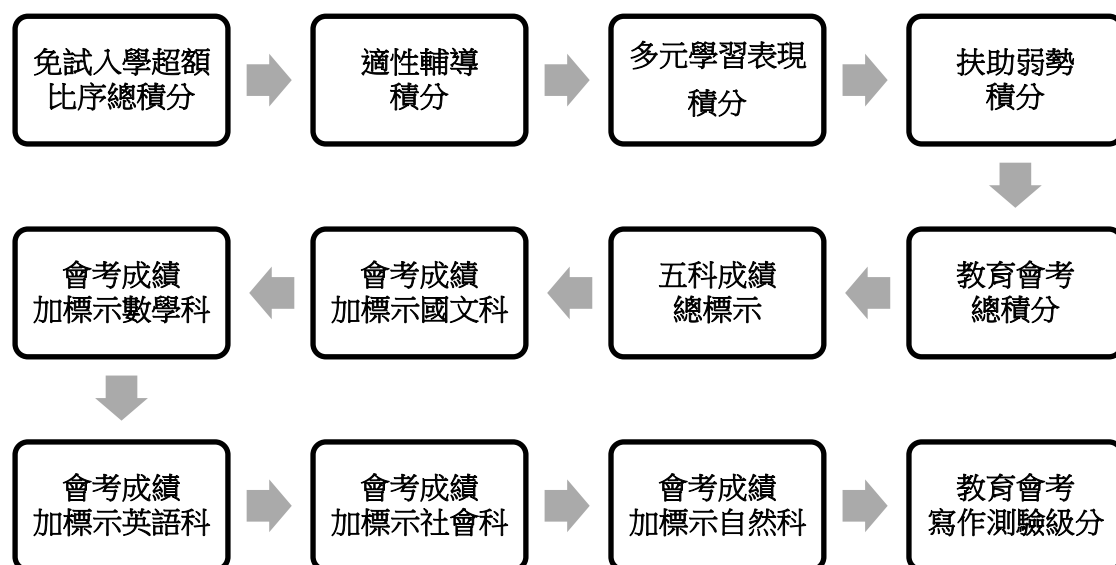 免試入學超額
比序總積分
適性輔導
積分
多元學習表現
積分
扶助弱勢
積分
教育會考
總積分
五科成績
總標示
會考成績
加標示國文科
會考成績
加標示數學科
會考成績
加標示英語科
會考成績
加標示社會科
會考成績
加標示自然科
教育會考
寫作測驗級分